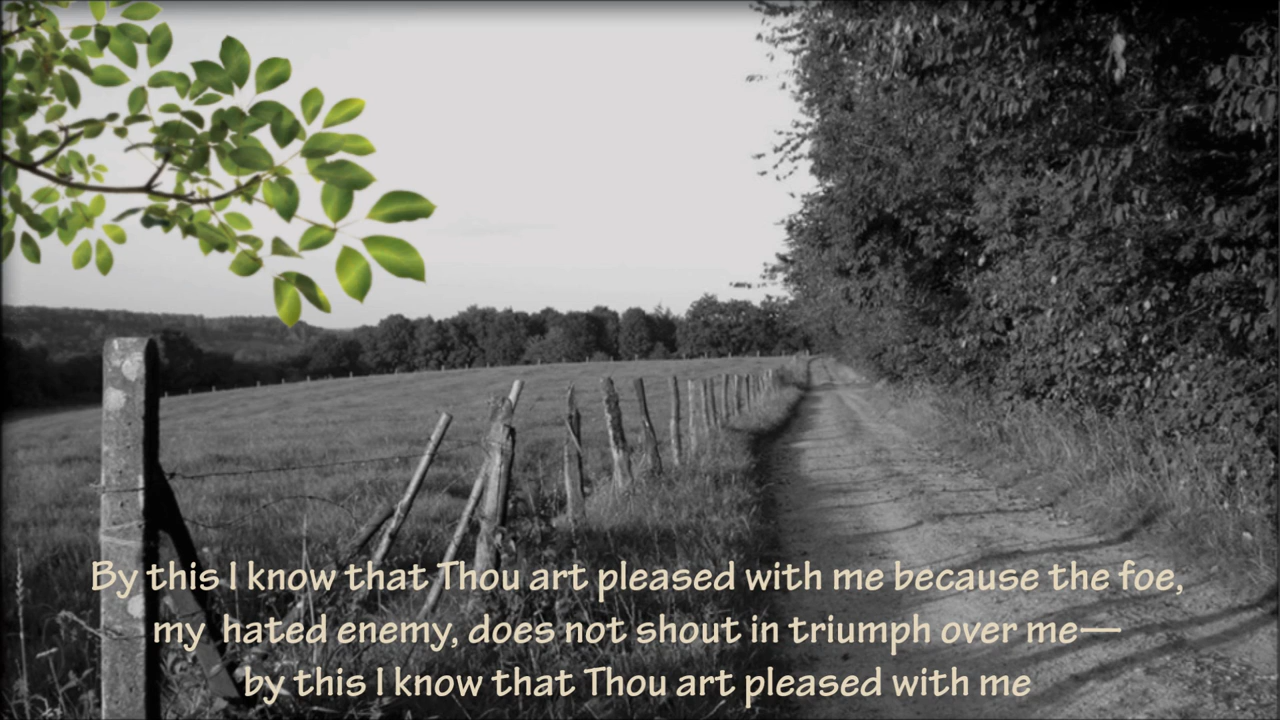 By this I know that Thou art pleased with me because the foe,
my hated enemy, does not shout in triumph over me—
by this I know that Thou art pleased with me